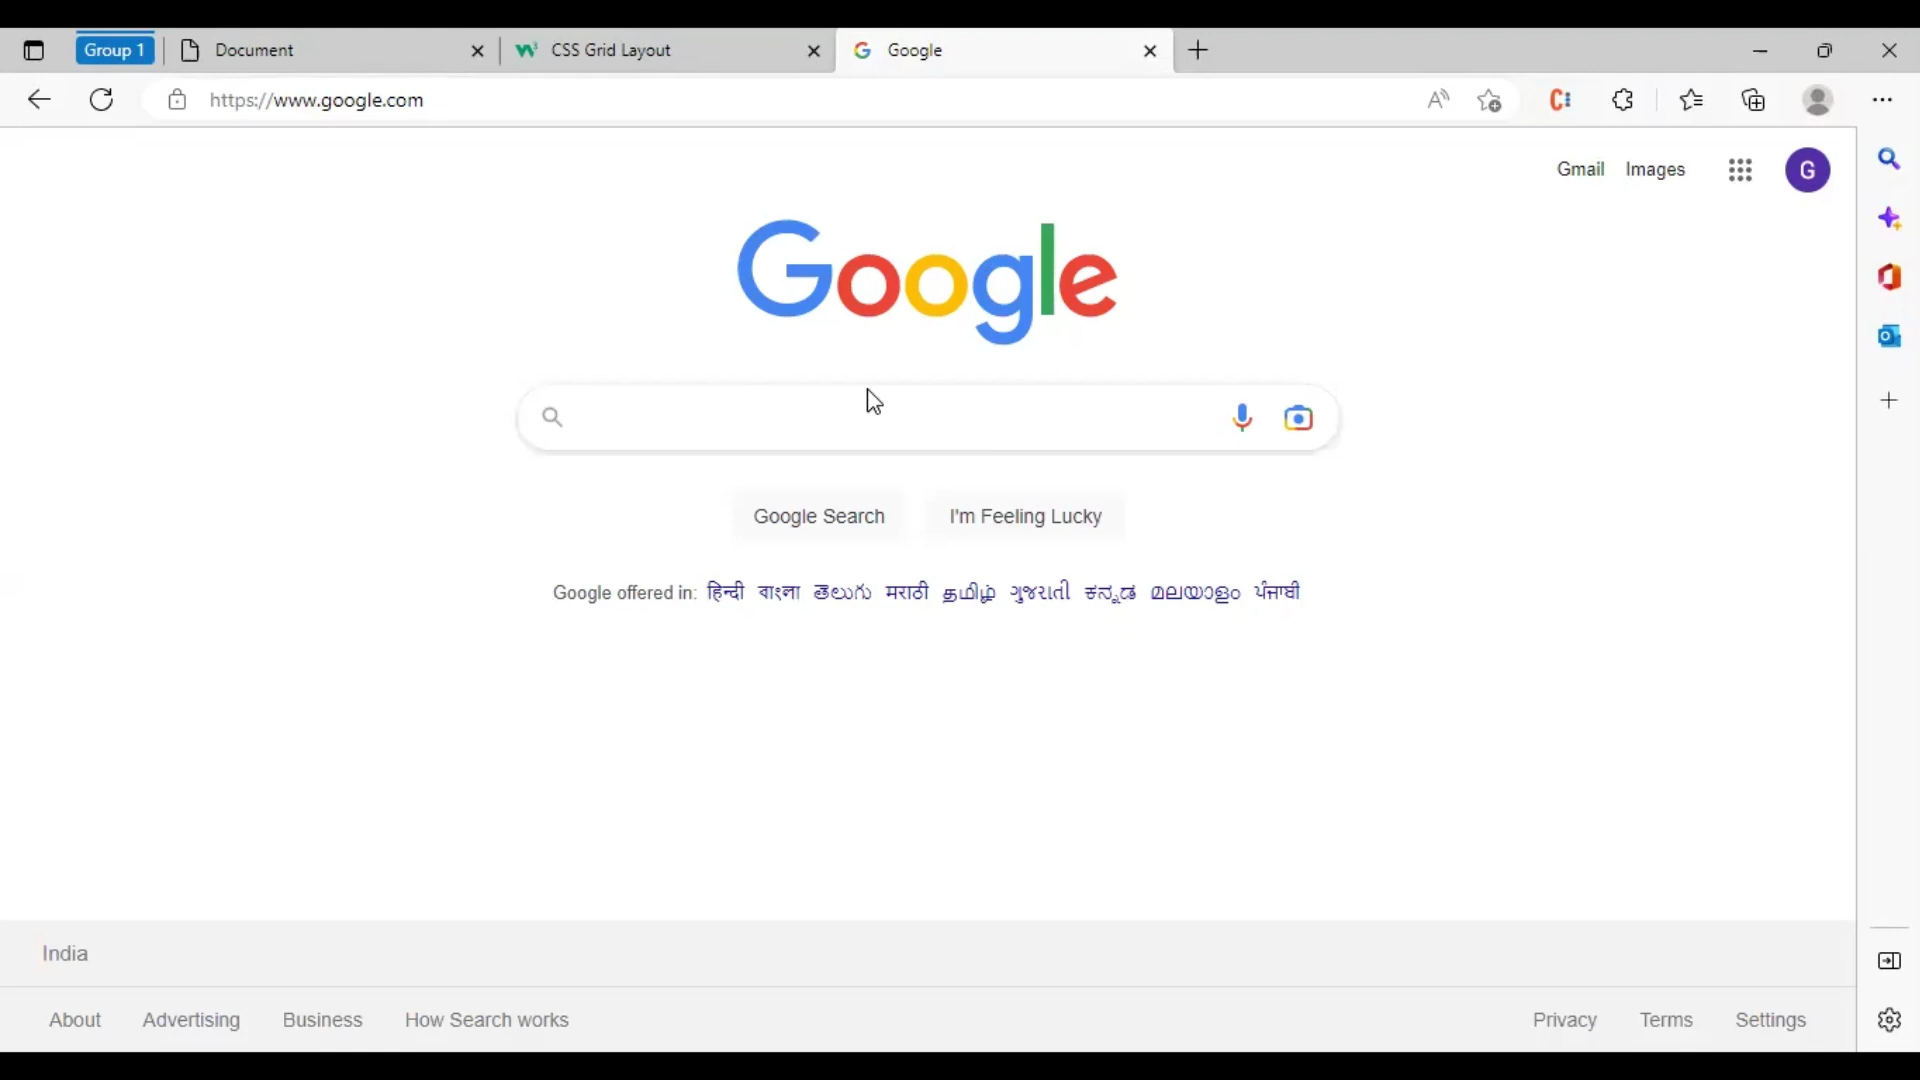 Group 1 Document CSS Grid Layout Google
https://www.google.com
Gmail Images G
Google
Google Search I'm Feeling Lucky
Google offered in: हिन्दी বাংলা తెలుగు मराठी தமிழ் ગુજરાતી ಕನ್ನಡ മലയാളം ਪੰਜਾਬੀ
India
About Advertising Business How Search works Privacy Terms Settings